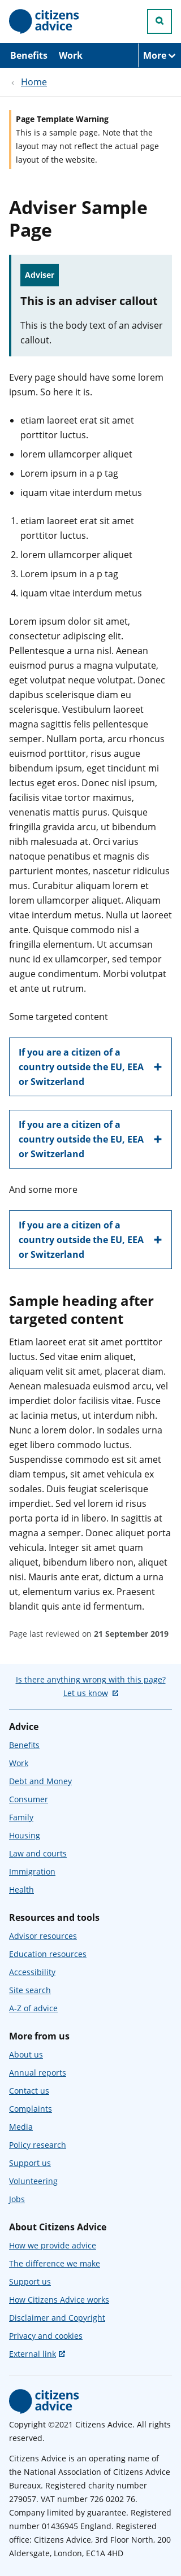 citizens
advice
Benefits Work More
‹ Home
Page Template Warning
This is a sample page. Note that the
layout may not reflect the actual page
layout of the website.
Adviser Sample
Page
Adviser
This is an adviser callout
This is the body text of an adviser
callout.
Every page should have some lorem
ipsum. So here it is.
• etiam laoreet erat sit amet
porttitor luctus.
• lorem ullamcorper aliquet
• Lorem ipsum in a p tag
• iquam vitae interdum metus
1. etiam laoreet erat sit amet
porttitor luctus.
2. lorem ullamcorper aliquet
3. Lorem ipsum in a p tag
4. iquam vitae interdum metus
Lorem ipsum dolor sit amet,
consectetur adipiscing elit.
Pellentesque a urna nisl. Aenean
euismod purus a magna vulputate,
eget volutpat neque volutpat. Donec
dapibus scelerisque diam eu
scelerisque. Vestibulum laoreet
magna sagittis felis pellentesque
semper. Nullam porta, arcu rhoncus
euismod porttitor, risus augue
bibendum ipsum, eget tincidunt mi
lectus eget eros. Donec nisl ipsum,
facilisis vitae tortor maximus,
venenatis mattis purus. Quisque
fringilla gravida arcu, ut bibendum
nibh malesuada at. Orci varius
natoque penatibus et magnis dis
parturient montes, nascetur ridiculus
mus. Curabitur aliquam lorem et
lorem ullamcorper aliquet. Aliquam
vitae interdum metus. Nulla ut laoreet
ante. Quisque commodo nisl a
fringilla elementum. Ut accumsan
nunc id ex ullamcorper, sed tempor
augue condimentum. Morbi volutpat
ex ante ut rutrum.
Some targeted content
If you are a citizen of a
country outside the EU, EEA
or Switzerland
If you are a citizen of a
country outside the EU, EEA
or Switzerland
And some more
If you are a citizen of a
country outside the EU, EEA
or Switzerland
Sample heading after
targeted content
Etiam laoreet erat sit amet porttitor
luctus. Sed vitae enim aliquet,
aliquam velit sit amet, placerat diam.
Aenean malesuada euismod arcu, vel
imperdiet dolor facilisis vitae. Fusce
ac lacinia metus, at interdum nibh.
Nunc a lorem dolor. In sodales urna
eget libero commodo luctus.
Suspendisse commodo est sit amet
diam tempus, sit amet vehicula ex
sodales. Duis feugiat scelerisque
imperdiet. Sed vel lorem id risus
porta porta id in libero. In sagittis at
magna a semper. Donec aliquet porta
vehicula. Integer sit amet quam
aliquet, bibendum libero non, aliquet
nisi. Mauris ante erat, dictum a urna
ut, elementum varius ex. Praesent
blandit quis ante id fermentum.
Page last reviewed on 21 September 2019
Is there anything wrong with this page?
Let us know
Advice
Benefits
Work
Debt and Money
Consumer
Family
Housing
Law and courts
Immigration
Health
Resources and tools
Advisor resources
Education resources
Accessibility
Site search
A-Z of advice
More from us
About us
Annual reports
Contact us
Complaints
Media
Policy research
Support us
Volunteering
Jobs
About Citizens Advice
How we provide advice
The difference we make
Support us
How Citizens Advice works
Disclaimer and Copyright
Privacy and cookies
External link
citizens
advice
Copyright ©2021 Citizens Advice. All rights
reserved.
Citizens Advice is an operating name of
the National Association of Citizens Advice
Bureaux. Registered charity number
279057. VAT number 726 0202 76.
Company limited by guarantee. Registered
number 01436945 England. Registered
office: Citizens Advice, 3rd Floor North, 200
Aldersgate, London, EC1A 4HD